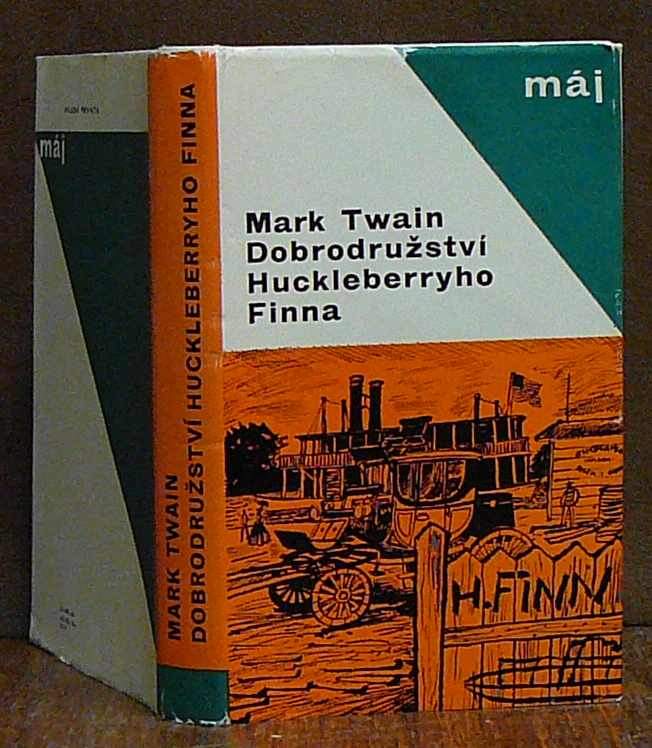 máj
Mark Twain
Dobrodružství
Huckleberryho
Finna
H. FINN
MARK TWAIN
DOBRODRUŽSTVÍ HUCKLEBERRYHO FINNA
máj